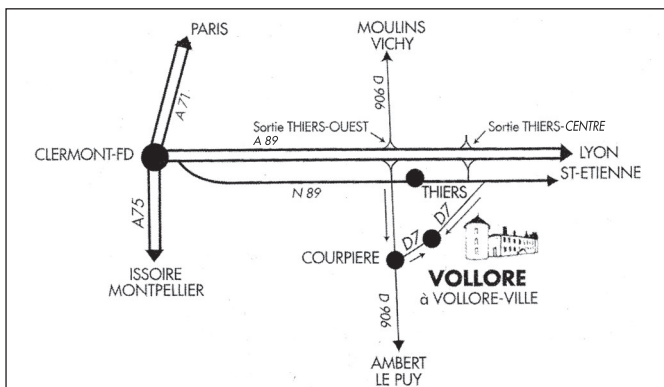 PARIS
MOULINS
VICHY
A 71
D 906
Sortie THIERS-OUEST
A 89
Sortie THIERS-CENTRE
CLERMONT-FD
LYON
ST-ETIENNE
N 89
THIERS
A75
D7
D7
COURPIERE
VOLLORE
à VOLLORE-VILLE
ISSOIRE
MONTPELLIER
D 906
AMBERT
LE PUY